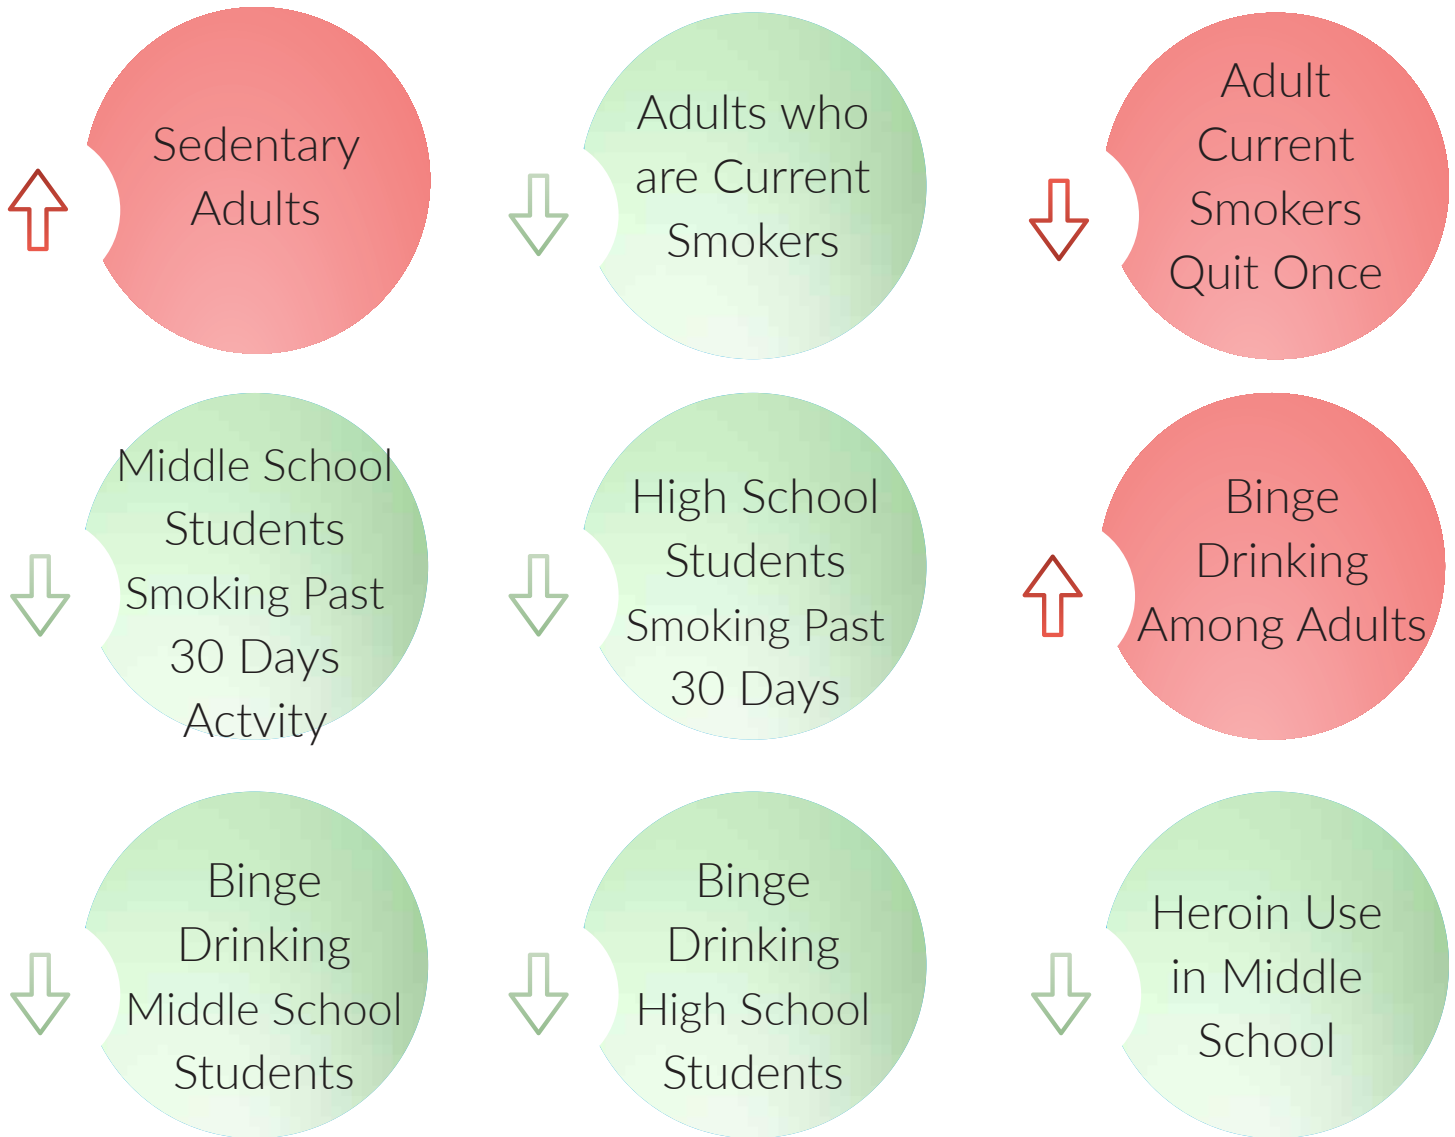 Sedentary
Adults
Adults who
are Current
Smokers
Adult
Current
Smokers
Quit Once
Middle School
Students
Smoking Past
30 Days
Actvity
High School
Students
Smoking Past
30 Days
Binge
Drinking
Among Adults
Binge
Drinking
Middle School
Students
Binge
Drinking
High School
Students
Heroin Use
in Middle
School